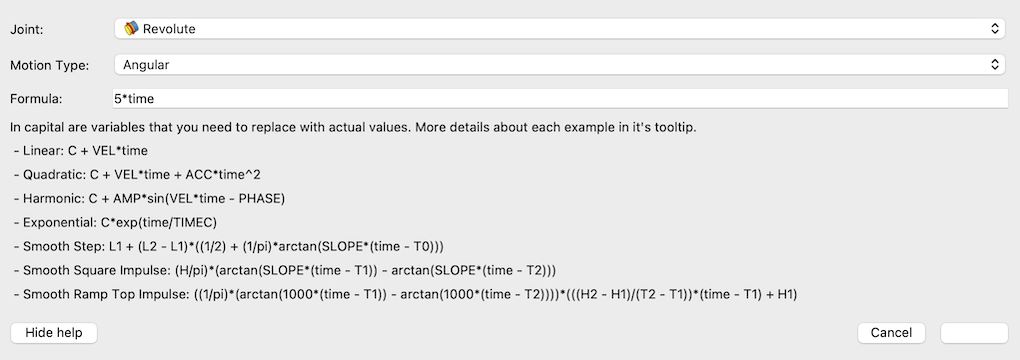 Joint: Revolute
Motion Type: Angular
Formula: 5*time
In capital are variables that you need to replace with actual values. More details about each example in it's tooltip.
- Linear: C + VEL*time
- Quadratic: C + VEL*time + ACC*time^2
- Harmonic: C + AMP*sin(VEL*time - PHASE)
- Exponential: C*exp(time/TIMEC)
- Smooth Step: L1 + (L2 - L1)*((1/2) + (1/pi)*arctan(SLOPE*(time - T0)))
- Smooth Square Impulse: (H/pi)*(arctan(SLOPE*(time - T1)) - arctan(SLOPE*(time - T2)))
- Smooth Ramp Top Impulse: ((1/pi)*(arctan(1000*(time - T1)) - arctan(1000*(time - T2))))*(((H2 - H1)/(T2 - T1))*(time - T1) + H1)
Hide help Cancel